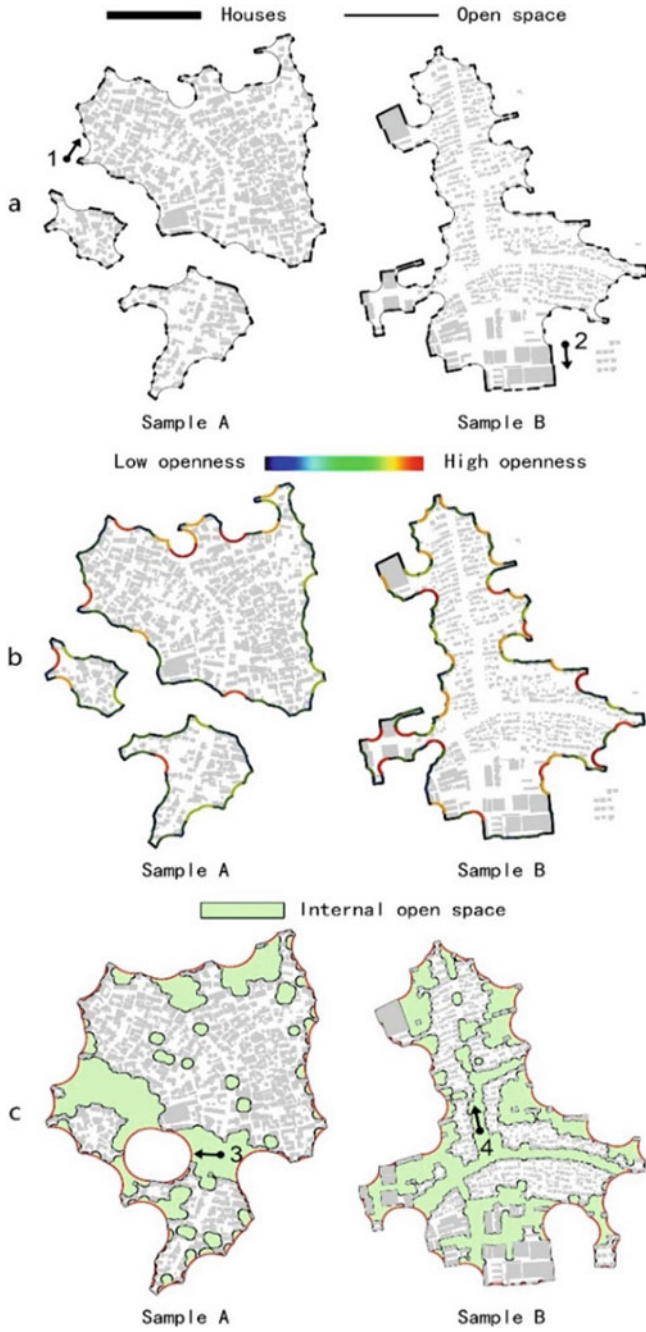 Houses Open space
1
a
2
Sample A Sample B
Low openness High openness
b
Sample A Sample B
Internal open space
c
3
4
Sample A Sample B